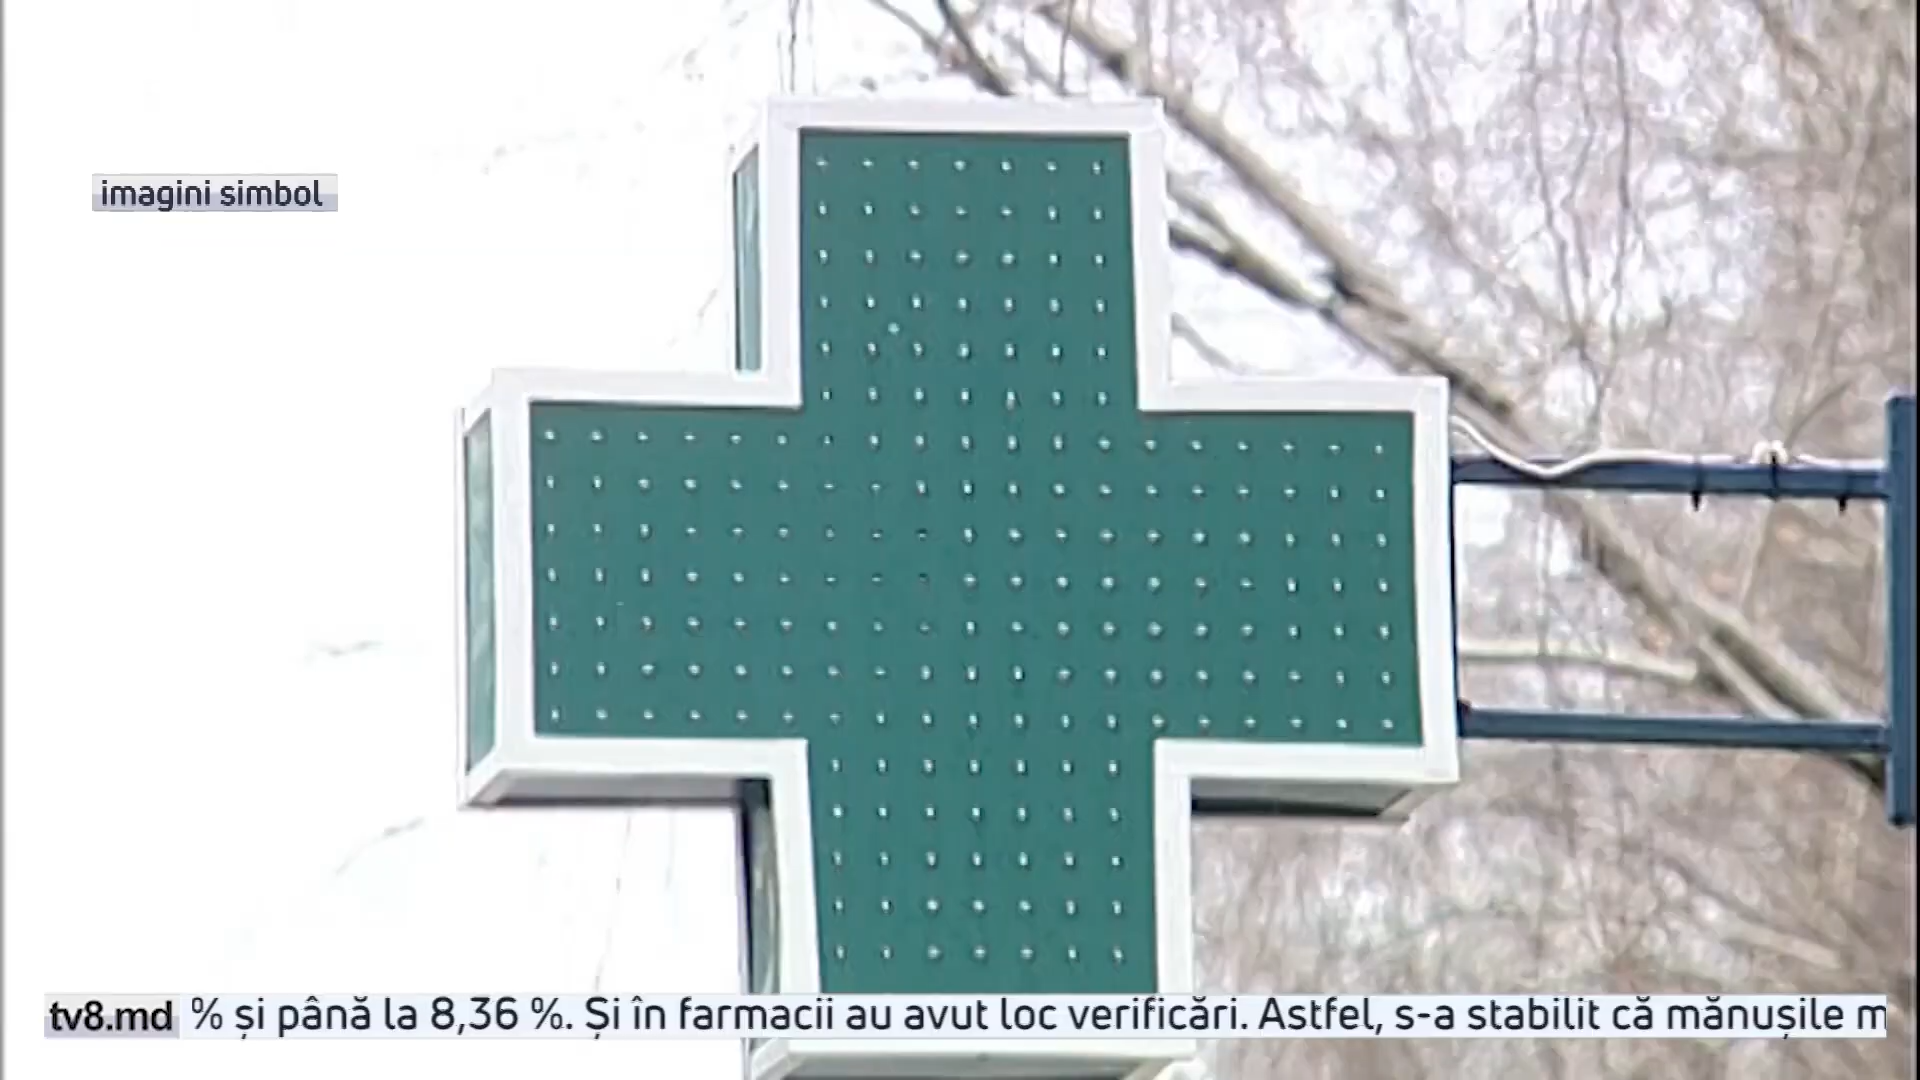 imagini simbol
tv8.md % și până la 8,36 %. Și în farmacii au avut loc verificări. Astfel, s-a stabilit că mănușile m